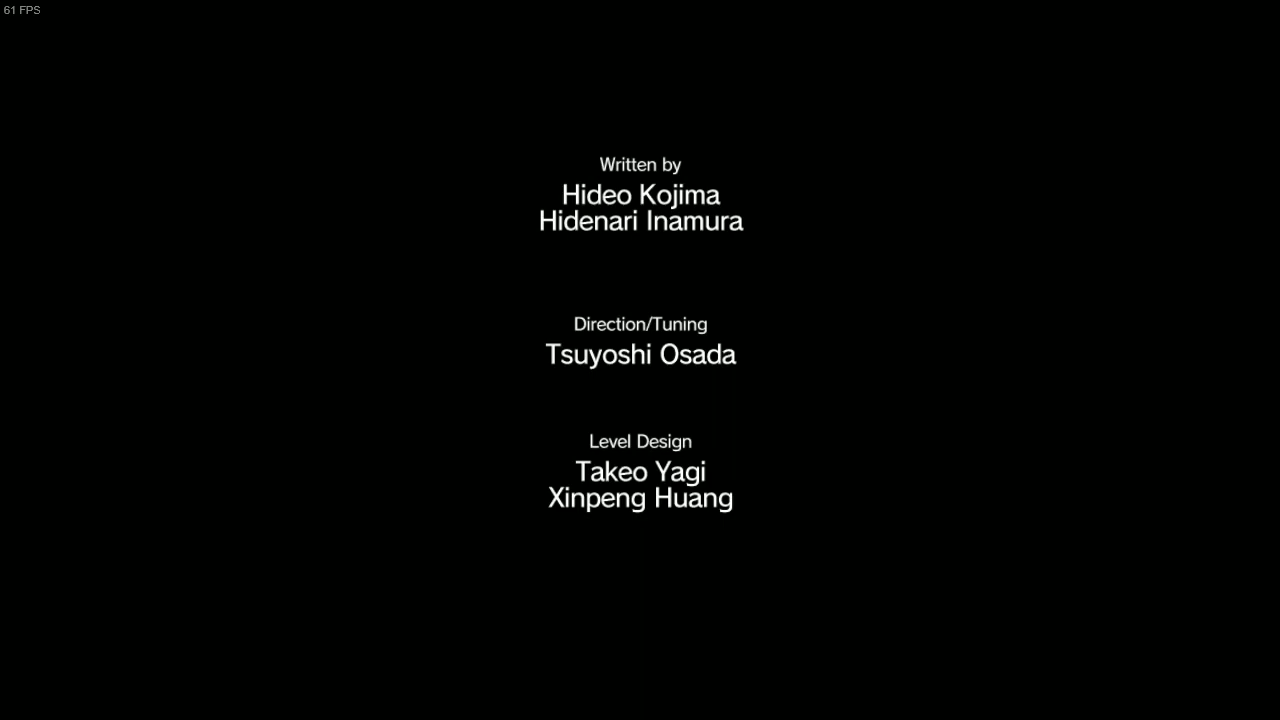 61 FPS
Written by
Hideo Kojima
Hidenari Inamura
Direction/Tuning
Tsuyoshi Osada
Level Design
Takeo Yagi
Xinpeng Huang